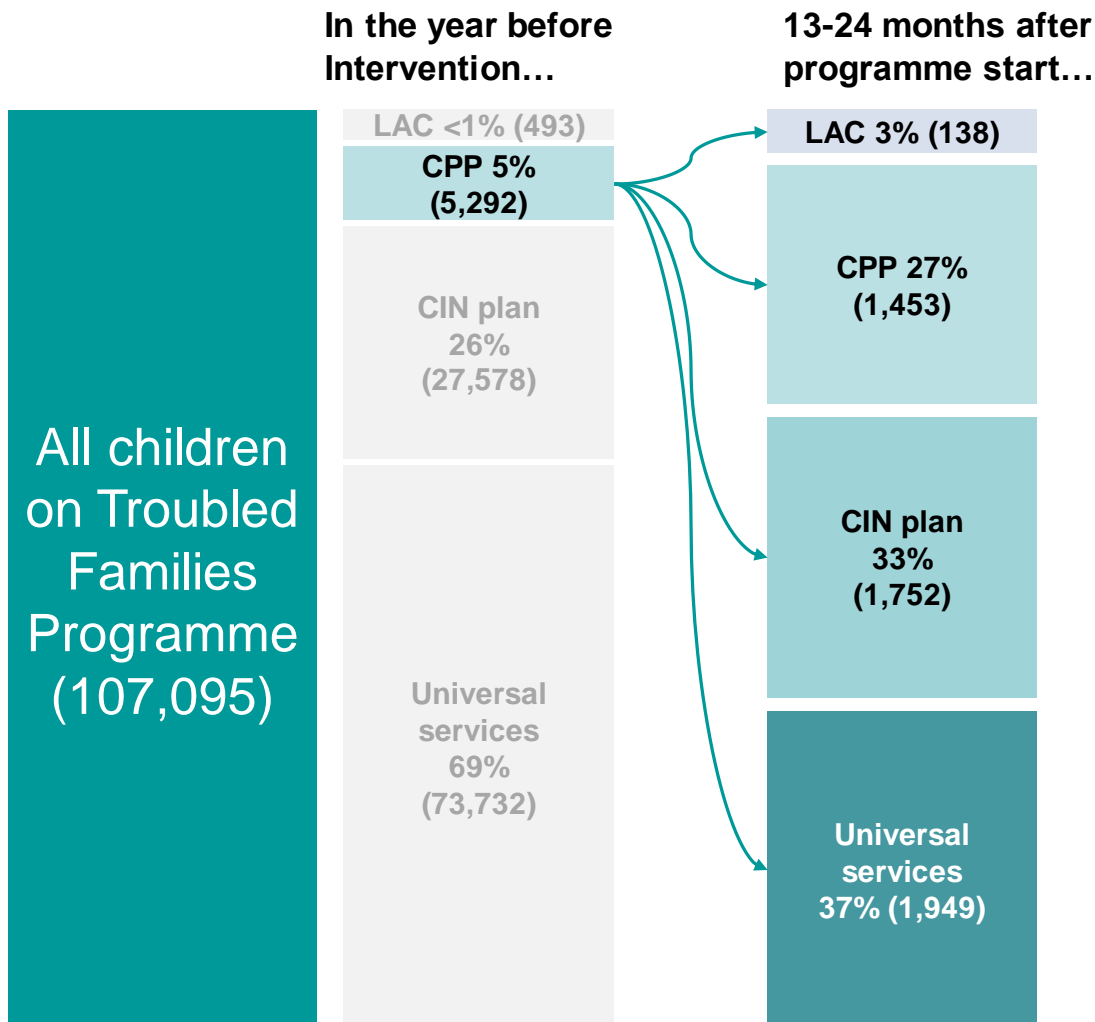 In the year before
Intervention…
13-24 months after
programme start…
All children
on Troubled
Families
Programme
(107,095)
LAC <1% (493)
CPP 5%
(5,292)
CIN plan
26%
(27,578)
Universal
services
69%
(73,732)
LAC 3% (138)
CPP 27%
(1,453)
CIN plan
33%
(1,752)
Universal
services
37% (1,949)